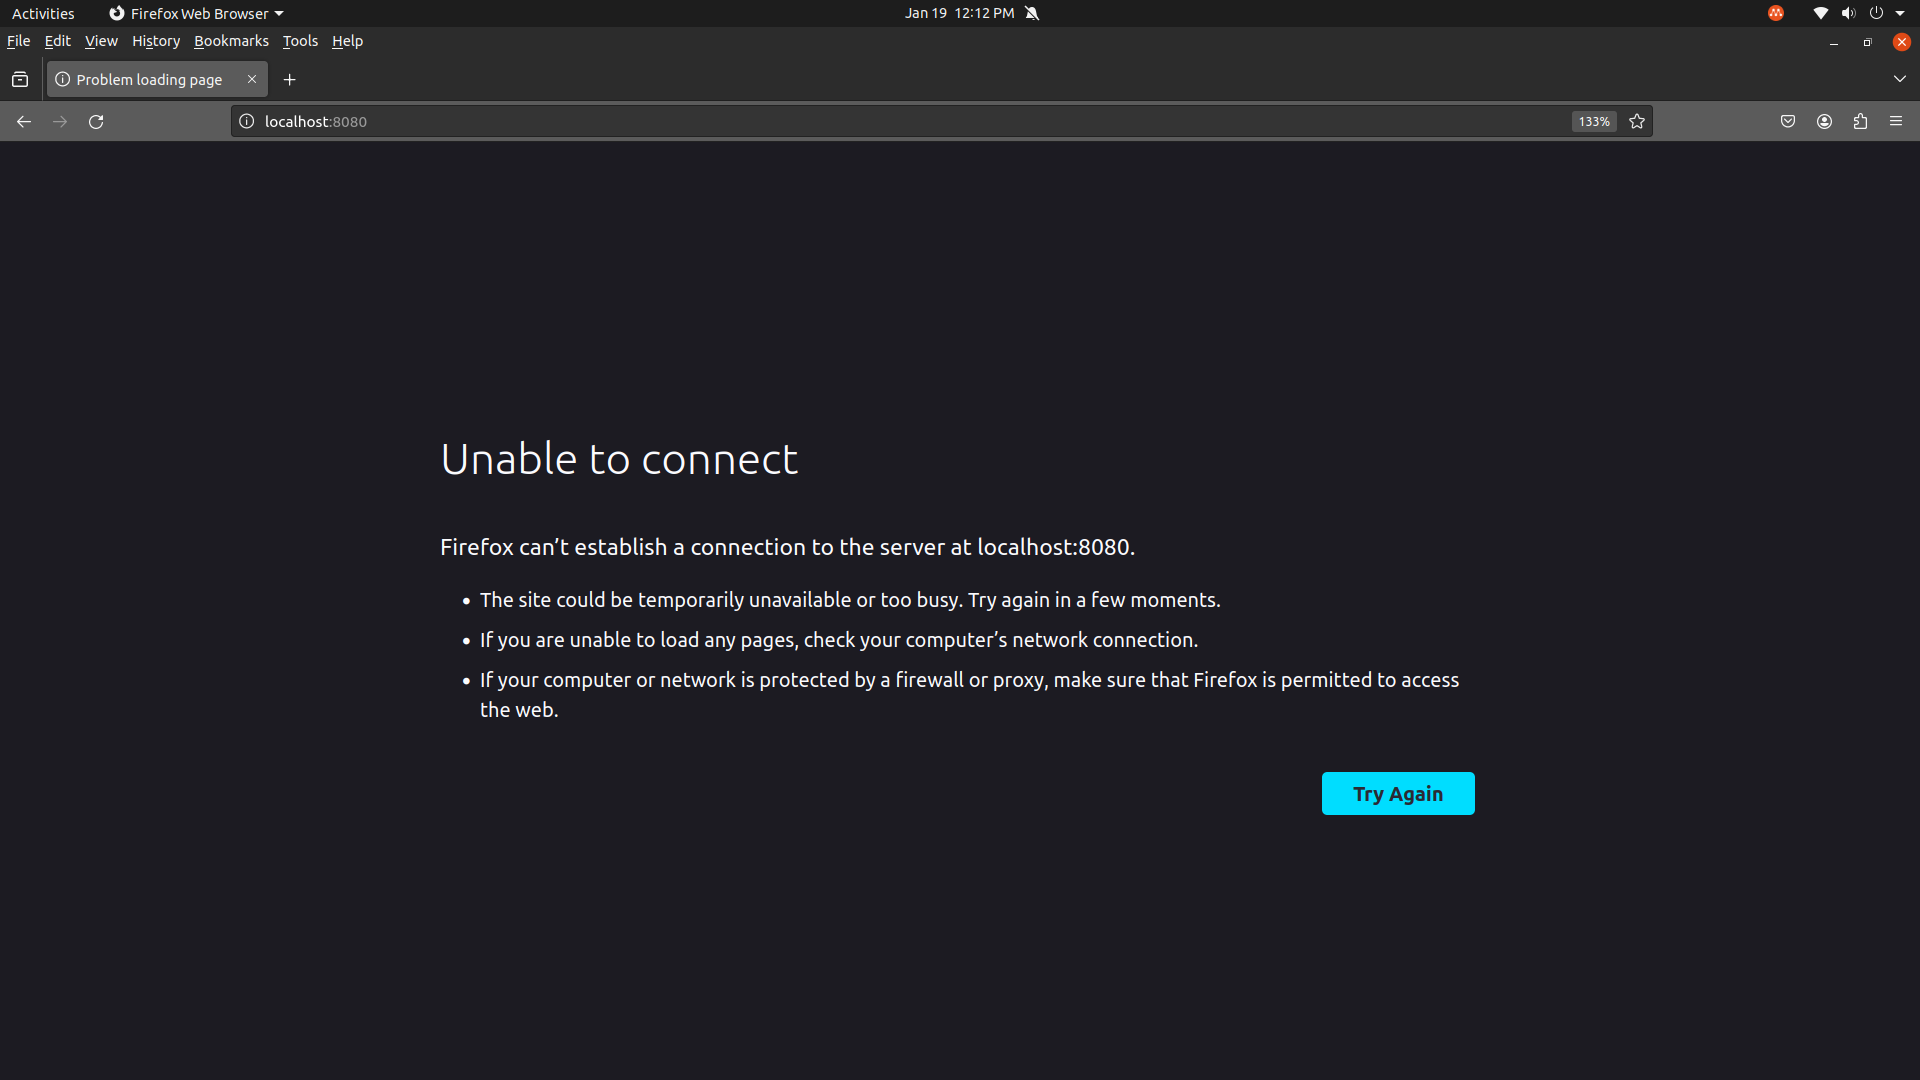 Activities Firefox Web Browser Jan 19 12:12 PM
File Edit View History Bookmarks Tools Help
Problem loading page
localhost:8080 133%
Unable to connect
Firefox can’t establish a connection to the server at localhost:8080.
• The site could be temporarily unavailable or too busy. Try again in a few moments.
• If you are unable to load any pages, check your computer’s network connection.
• If your computer or network is protected by a firewall or proxy, make sure that Firefox is permitted to access
the web.
Try Again